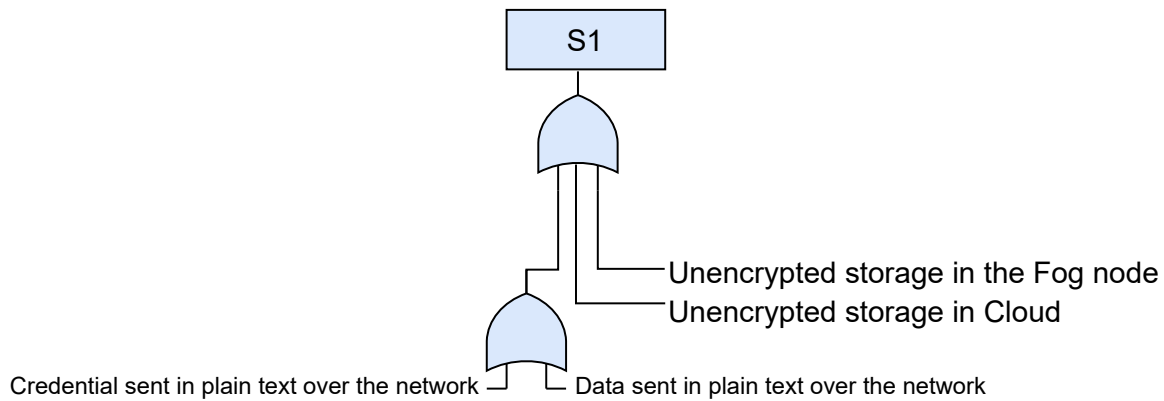 S1
Unencrypted storage in the Fog node
Unencrypted storage in Cloud
Credential sent in plain text over the network
Data sent in plain text over the network